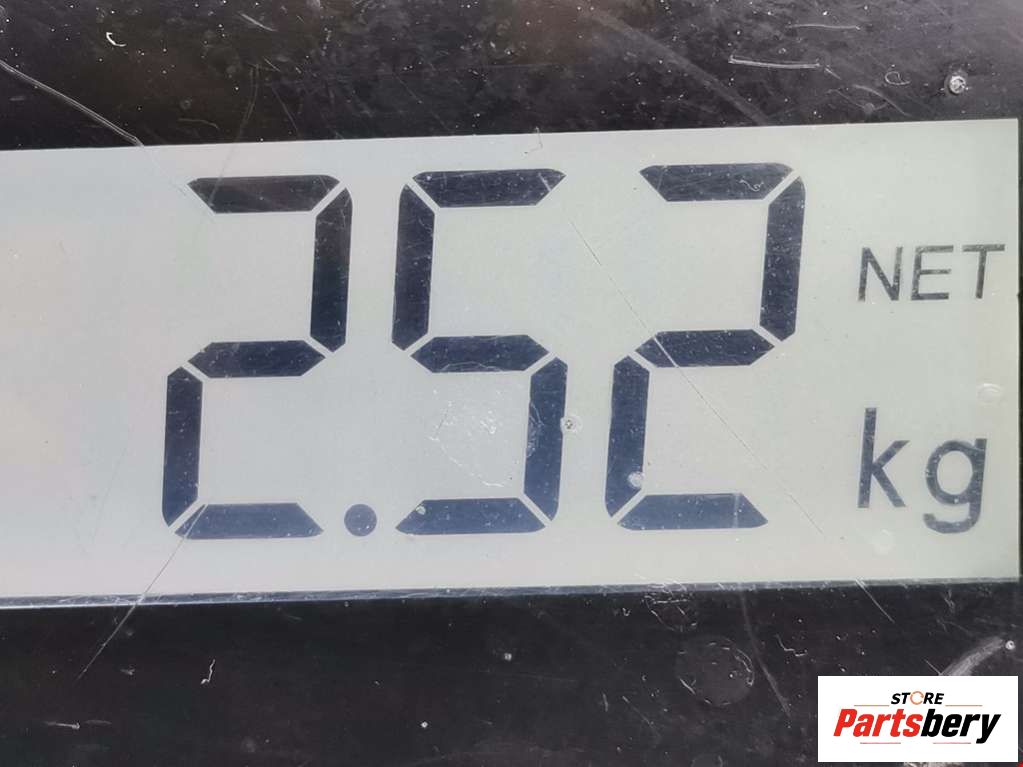 2.52 NET
kg
STORE
Partsbery